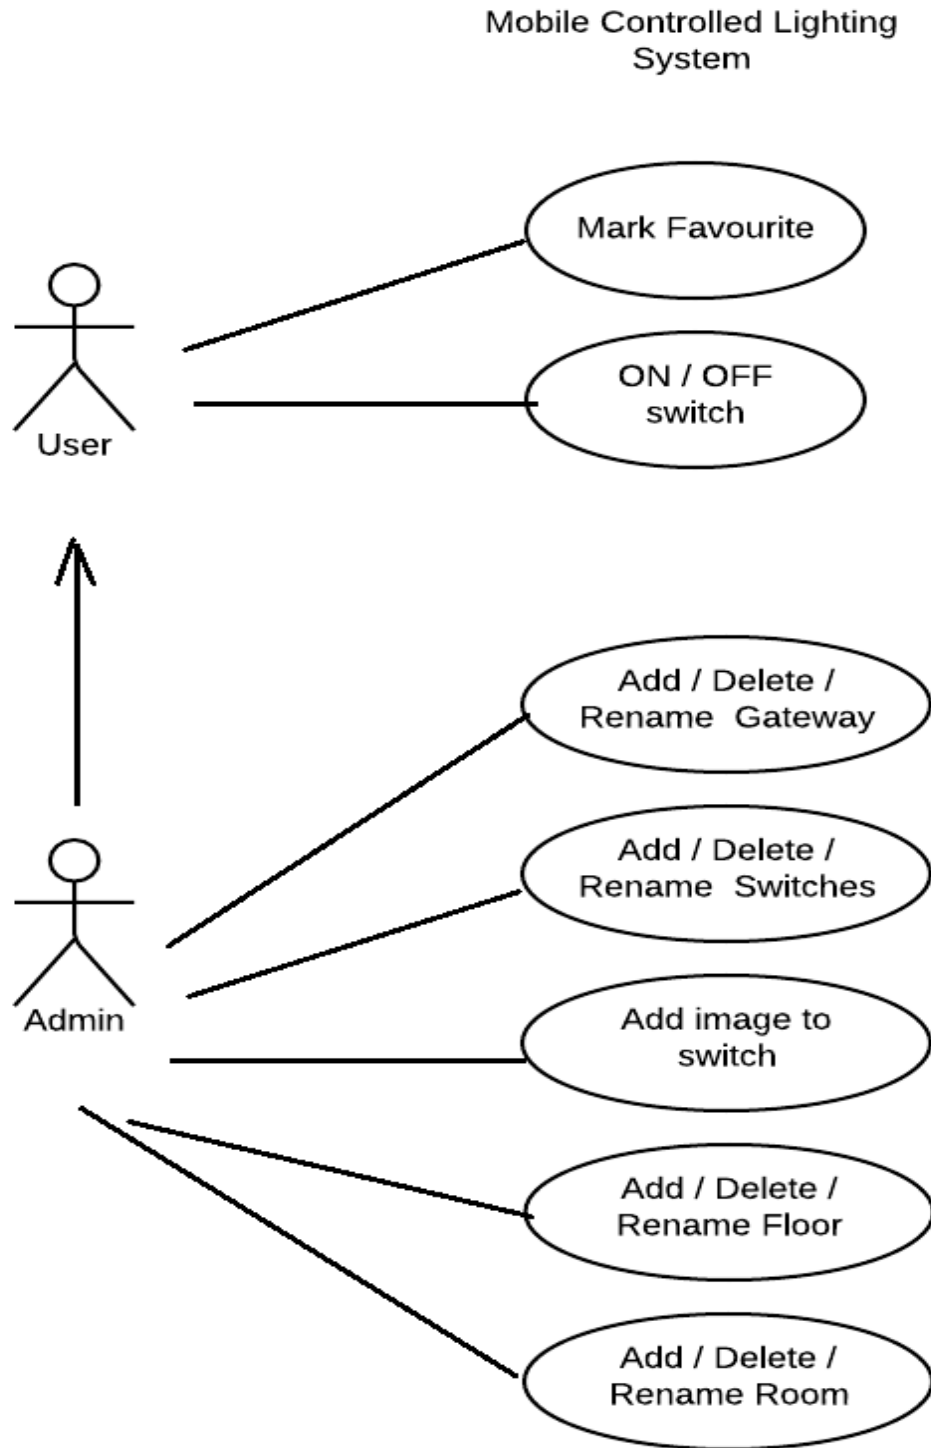 Mobile Controlled Lighting
System
Mark Favourite
ON / OFF
switch
User
Add / Delete /
Rename Gateway
Add / Delete /
Rename Switches
Admin
Add image to
switch
Add / Delete /
Rename Floor
Add / Delete /
Rename Room